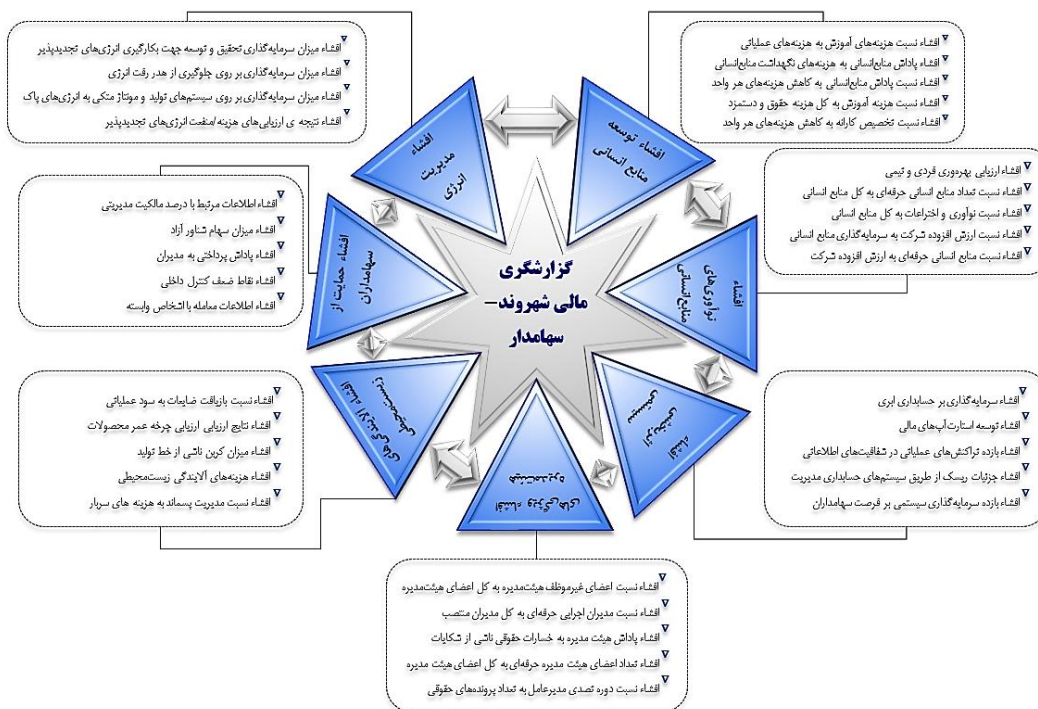 افشاء نسبت هزینه‌های آموزش به هزینه‌های عملیاتی
افشاء پاداش منابع‌انسانی به هزینه‌های نگهداشت منابع‌انسانی
افشاء نسبت پاداش منابع‌انسانی به کاهش هزینه‌های هر واحد
افشاء نسبت هزینه آموزش به کل هزینه حقوق و دستمزد
افشاء نسبت تخصیص کارانه به کاهش هزینه‌های هر واحد
افشاء میزان سرمایه‌گذاری تحقیق و توسعه جهت بکارگیری انرژی‌های تجدیدپذیر
افشاء میزان سرمایه‌گذاری بر روی جلوگیری از هدر رفت انرژی
افشاء میزان سرمایه‌گذاری بر روی سیستم‌های تولید و مونتاژ متکی به انرژی‌های پاک
افشاء نتیجه ی ارزیابی‌های هزینه/منفعت انرژی‌های تجدیدپذیر
افشاء توسعه
منابع انسانی
افشاء
مدیریت
انرژی
افشاء ارزیابی بهره‌وری فردی و تیمی
افشاء نسبت تعداد منابع انسانی حرفه‌ای به کل منابع انسانی
افشاء نسبت نوآوری و اختراعات به کل منابع انسانی
افشاء نسبت ارزش افزوده شرکت به سرمایه‌گذاری منابع انسانی
افشاء نسبت منابع انسانی حرفه‌ای به ارزش افزوده شرکت
افشاء اطلاعات مرتبط با درصد مالکیت مدیریتی
افشاء میزان سهام شناور آزاد
افشاء پاداش پرداختی به مدیران
افشاء نقاط ضعف کنترل داخلی
افشاء اطلاعات معامله با اشخاص وابسته
افشاء
نوآوری‌های
منابع‌انسانی
گزارشگری
مالی شهروند-
سهامدار
افشاء حمایت از
سهامداران
افشاء سرمایه‌گذاری بر حسابداری ابری
افشاء توسعه استارت‌آپ‌های مالی
افشاء بازده تراکنش‌های عملیاتی در شفافیت‌های اطلاعاتی
افشاء جزئیات ریسک از طریق سیستم‌های حسابداری مدیریت
افشاء بازده سرمایه‌گذاری سیستمی بر فرصت سهامداران
افشاء
اثربخشی
سیستمی
افشاء ویژگی‌های
هیئت‌مدیره
افشاء آلایندگی‌های
زیست‌محیطی
افشاء نسبت بازیافت ضایعات به سود عملیاتی
افشاء نتایج ارزیابی ارزیابی چرخه عمر محصولات
افشاء میزان کربن ناشی از خط تولید
افشاء هزینه‌های آلایندگی زیست‌محیطی
افشاء نسبت مدیریت پسماند به هزینه های سربار
افشاء نسبت اعضای غیرموظف هیئت‌مدیره به کل اعضای هیئت‌مدیره
افشاء نسبت مدیران اجرایی حرفه‌ای به کل مدیران منتصب
افشاء پاداش هیئت مدیره به خسارات حقوقی ناشی از شکایات
افشاء تعداد اعضای هیئت مدیره حرفه‌ای به کل اعضای هیئت مدیره
افشاء نسبت دوره تصدی مدیرعامل به تعداد پرونده‌های حقوقی